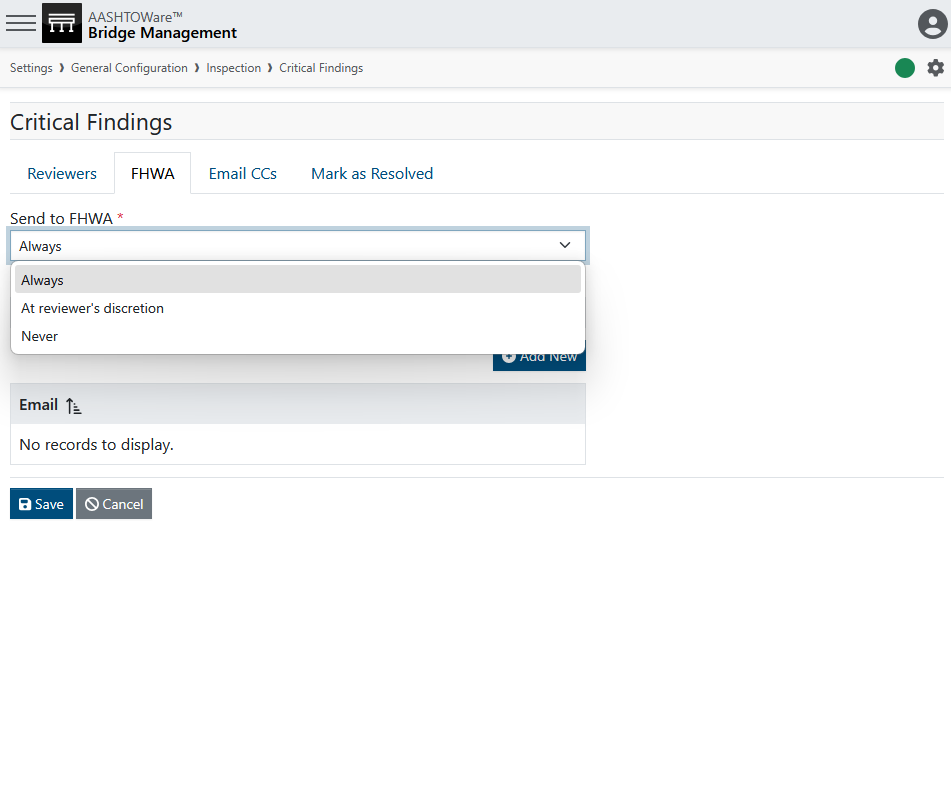 AASHTOWare™
Bridge Management
Settings ❯ General Configuration ❯ Inspection ❯ Critical Findings
Critical Findings
Reviewers FHWA Email CCs Mark as Resolved
Send to FHWA *
Always
Always
At reviewer's discretion
Never
Add New
Email
No records to display.
Save Cancel